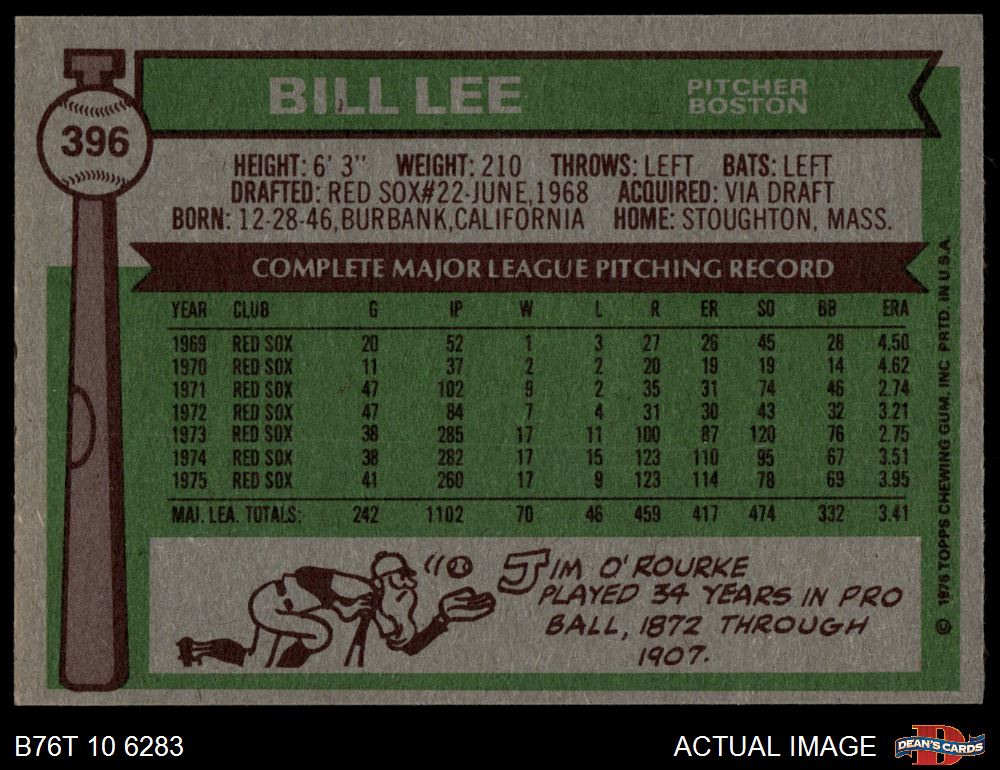 396
BILL LEE
PITCHER
BOSTON
HEIGHT: 6' 3" WEIGHT: 210 THROWS: LEFT BATS: LEFT
DRAFTED: RED SOX#22-JUNE,1968 ACQUIRED: VIA DRAFT
BORN: 12-28-46,BURBANK,CALIFORNIA HOME: STOUGHTON, MASS.
COMPLETE MAJOR LEAGUE PITCHING RECORD
YEAR CLUB G IP W L R ER SO BB ERA
1969 RED SOX 20 52 1 3 27 26 45 28 4.50
1970 RED SOX 11 37 2 2 20 19 19 14 4.62
1971 RED SOX 47 102 9 2 35 31 74 46 2.74
1972 RED SOX 47 84 7 4 31 30 43 32 3.21
1973 RED SOX 38 285 17 11 100 87 120 76 2.75
1974 RED SOX 38 282 17 15 123 110 95 67 3.51
1975 RED SOX 41 260 17 9 123 114 78 69 3.95
MAJ. LEA. TOTALS: 242 1102 70 46 459 417 474 332 3.41
JIM O'ROURKE
PLAYED 34 YEARS IN PRO
BALL, 1872 THROUGH
1907.
© 1976 TOPPS CHEWING GUM, INC PRTD. IN U.S.A.
B76T 10 6283
ACTUAL IMAGE
DEAN'S CARDS